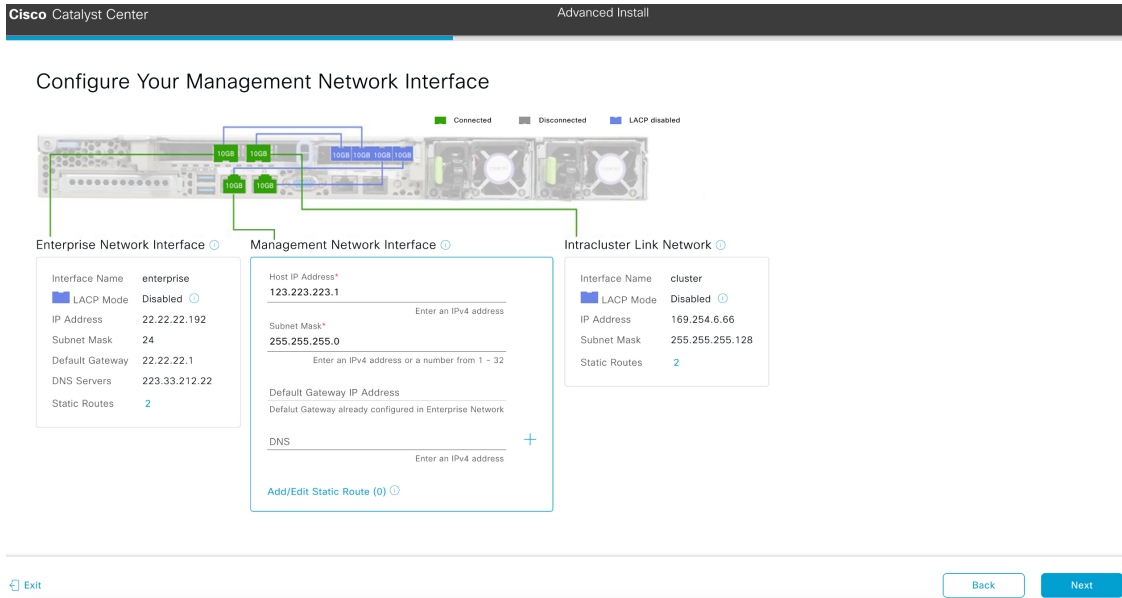 Cisco Catalyst Center
Advanced Install
Configure Your Management Network Interface
Connected
Disconnected
LACP disabled
10GB
10GB
10GB 10GB 10GB 10GB
10GB
10GB
Enterprise Network Interface
Interface Name enterprise
LACP Mode Disabled
IP Address 22.22.22.192
Subnet Mask 24
Default Gateway 22.22.22.1
DNS Servers 223.33.212.22
Static Routes 2
Management Network Interface
Host IP Address*
123.223.223.1
Enter an IPv4 address
Subnet Mask*
255.255.255.0
Enter an IPv4 address or a number from 1 - 32
Default Gateway IP Address
Defalut Gateway already configured in Enterprise Network
DNS
Enter an IPv4 address
Add/Edit Static Route (0)
Intracluster Link Network
Interface Name cluster
LACP Mode Disabled
IP Address 169.254.6.66
Subnet Mask 255.255.255.128
Static Routes 2
Exit
Back
Next